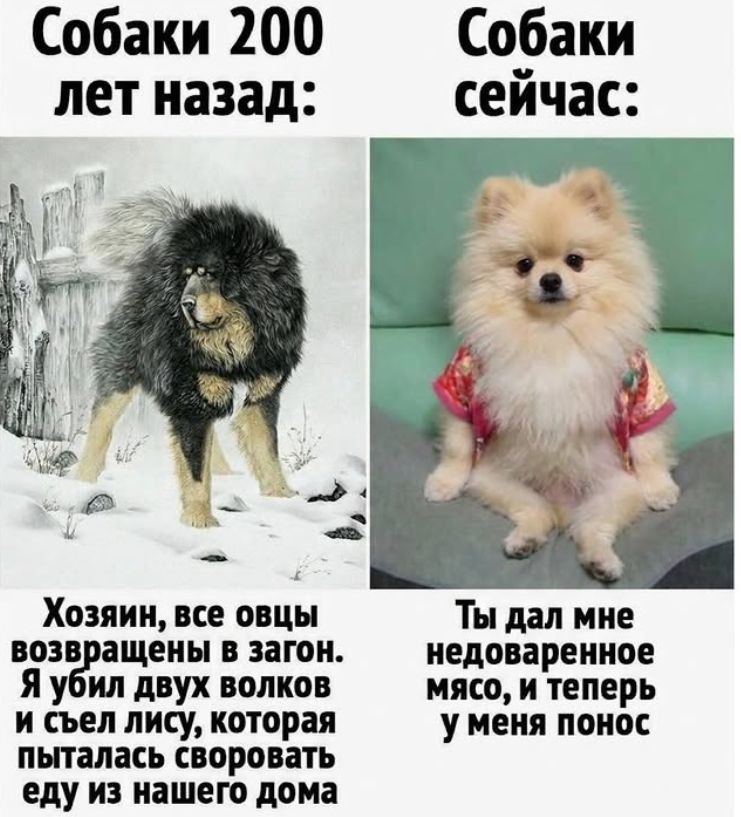 Собаки 200
лет назад:
Собаки
сейчас:
Хозяин, все овцы
возвращены в загон.
Я убил двух волков
и съел лису, которая
пыталась своровать
еду из нашего дома
Ты дал мне
недоваренное
мясо, и теперь
у меня понос